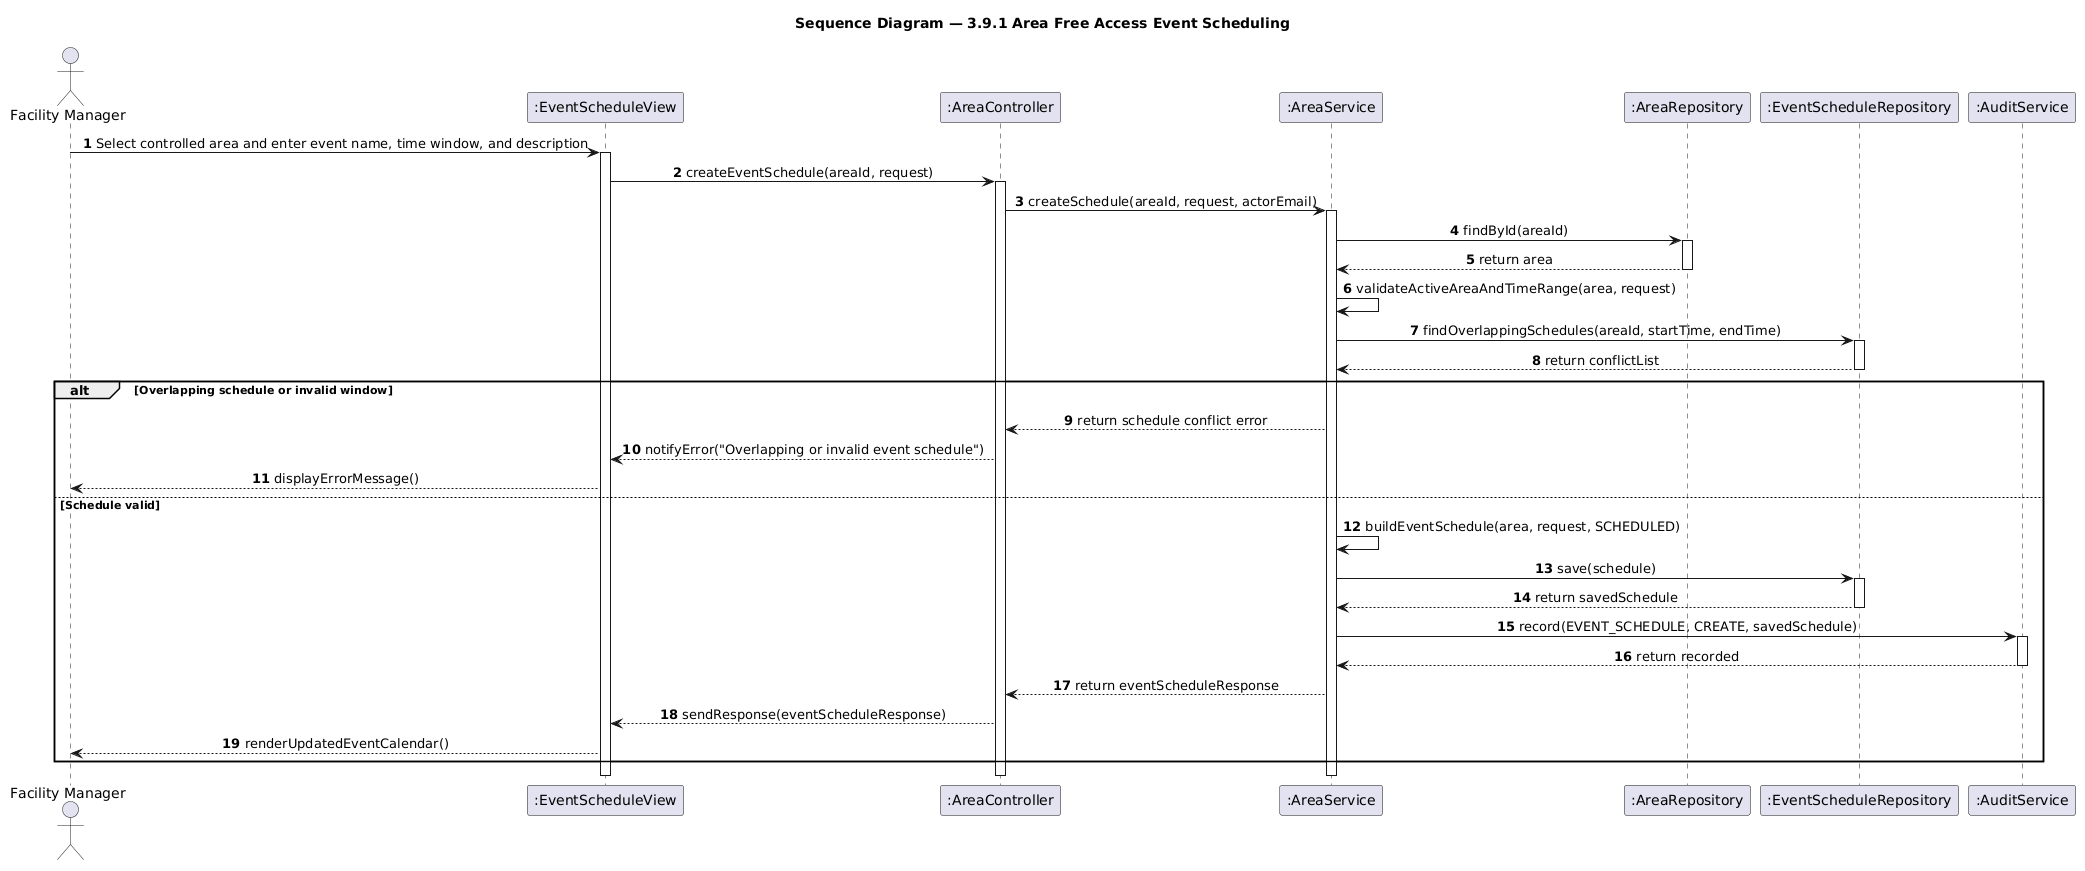 Sequence Diagram — 3.9.1 Area Free Access Event Scheduling
Facility Manager
:EventScheduleView
:AreaController
:AreaService
:AreaRepository
:EventScheduleRepository
:AuditService
1 Select controlled area and enter event name, time window, and description
2 createEventSchedule(areaId, request)
3 createSchedule(areaId, request, actorEmail)
4 findById(areaId)
5 return area
6 validateActiveAreaAndTimeRange(area, request)
7 findOverlappingSchedules(areaId, startTime, endTime)
8 return conflictList
alt [Overlapping schedule or invalid window]
9 return schedule conflict error
10 notifyError("Overlapping or invalid event schedule")
11 displayErrorMessage()
[Schedule valid]
12 buildEventSchedule(area, request, SCHEDULED)
13 save(schedule)
14 return savedSchedule
15 record(EVENT_SCHEDULE, CREATE, savedSchedule)
16 return recorded
17 return eventScheduleResponse
18 sendResponse(eventScheduleResponse)
19 renderUpdatedEventCalendar()
Facility Manager
:EventScheduleView
:AreaController
:AreaService
:AreaRepository
:EventScheduleRepository
:AuditService